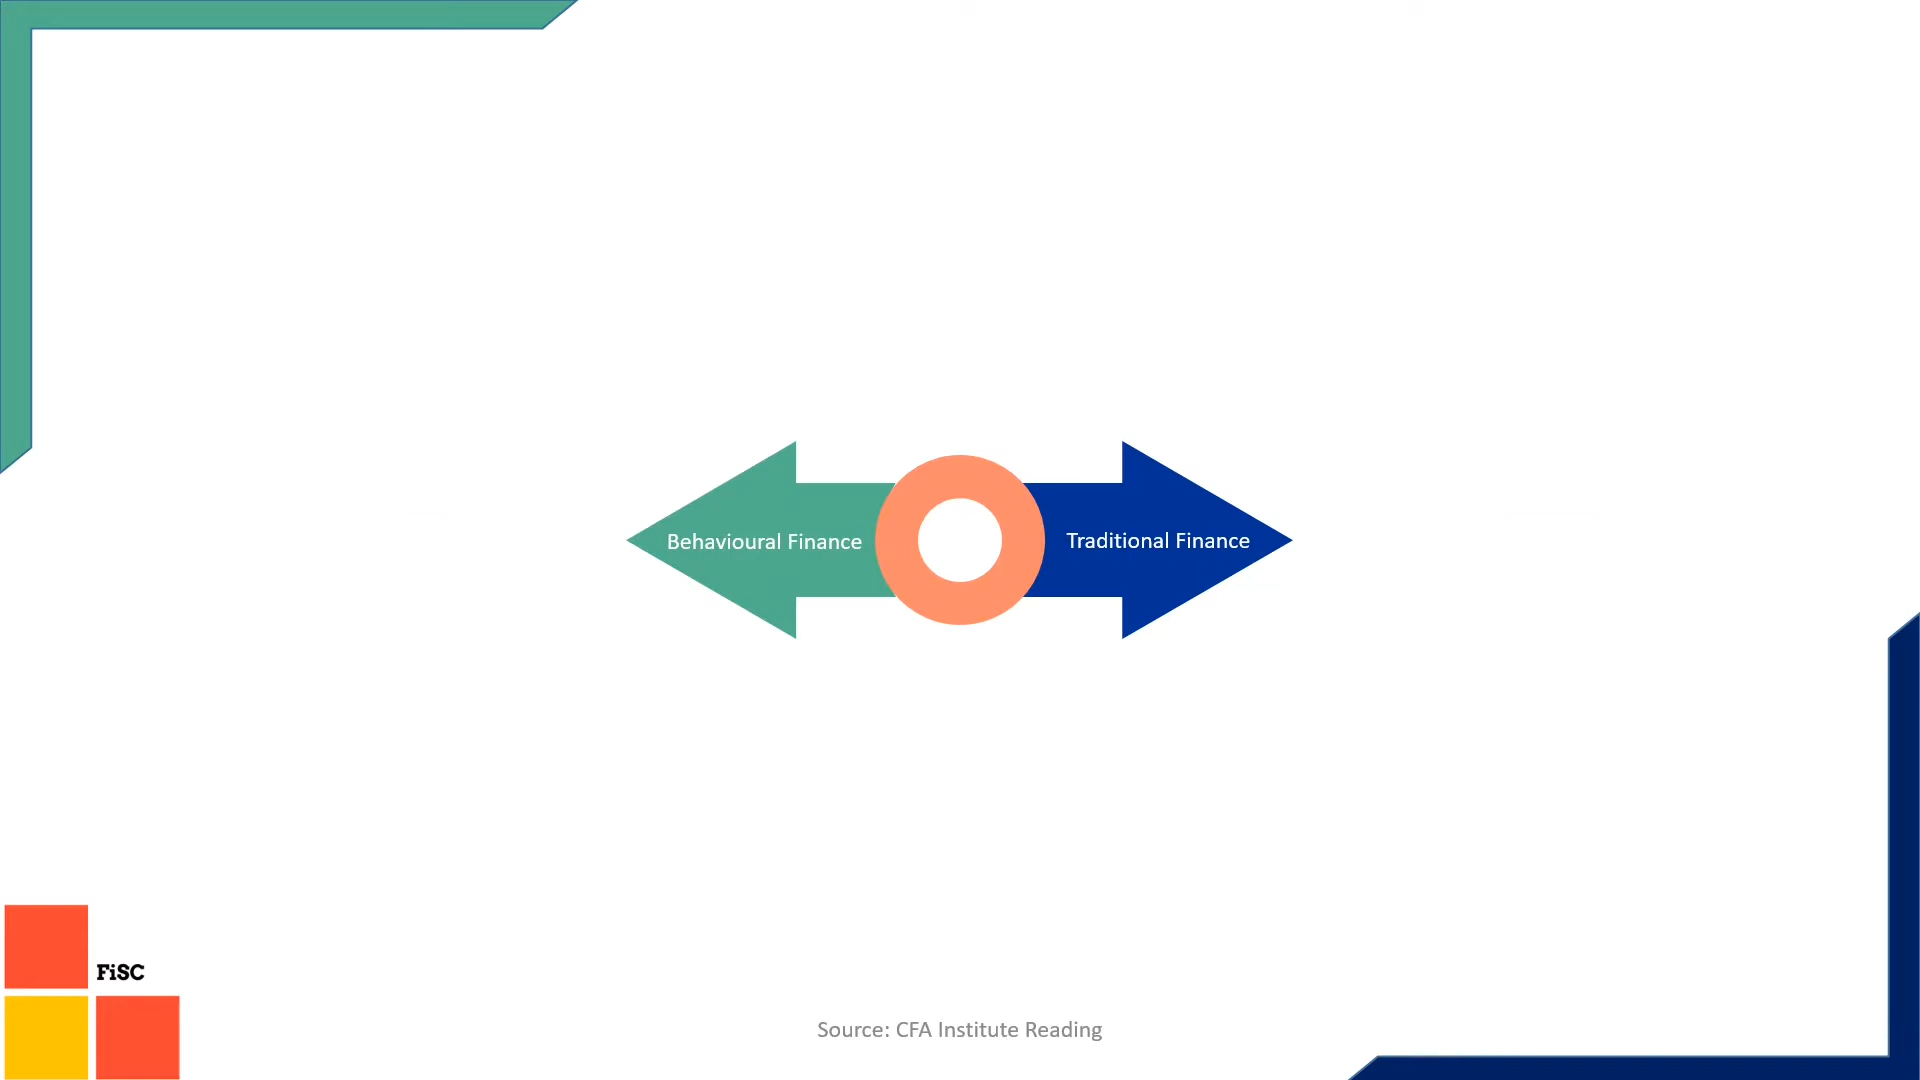 Behavioural Finance
Traditional Finance
FiSC
Source: CFA Institute Reading